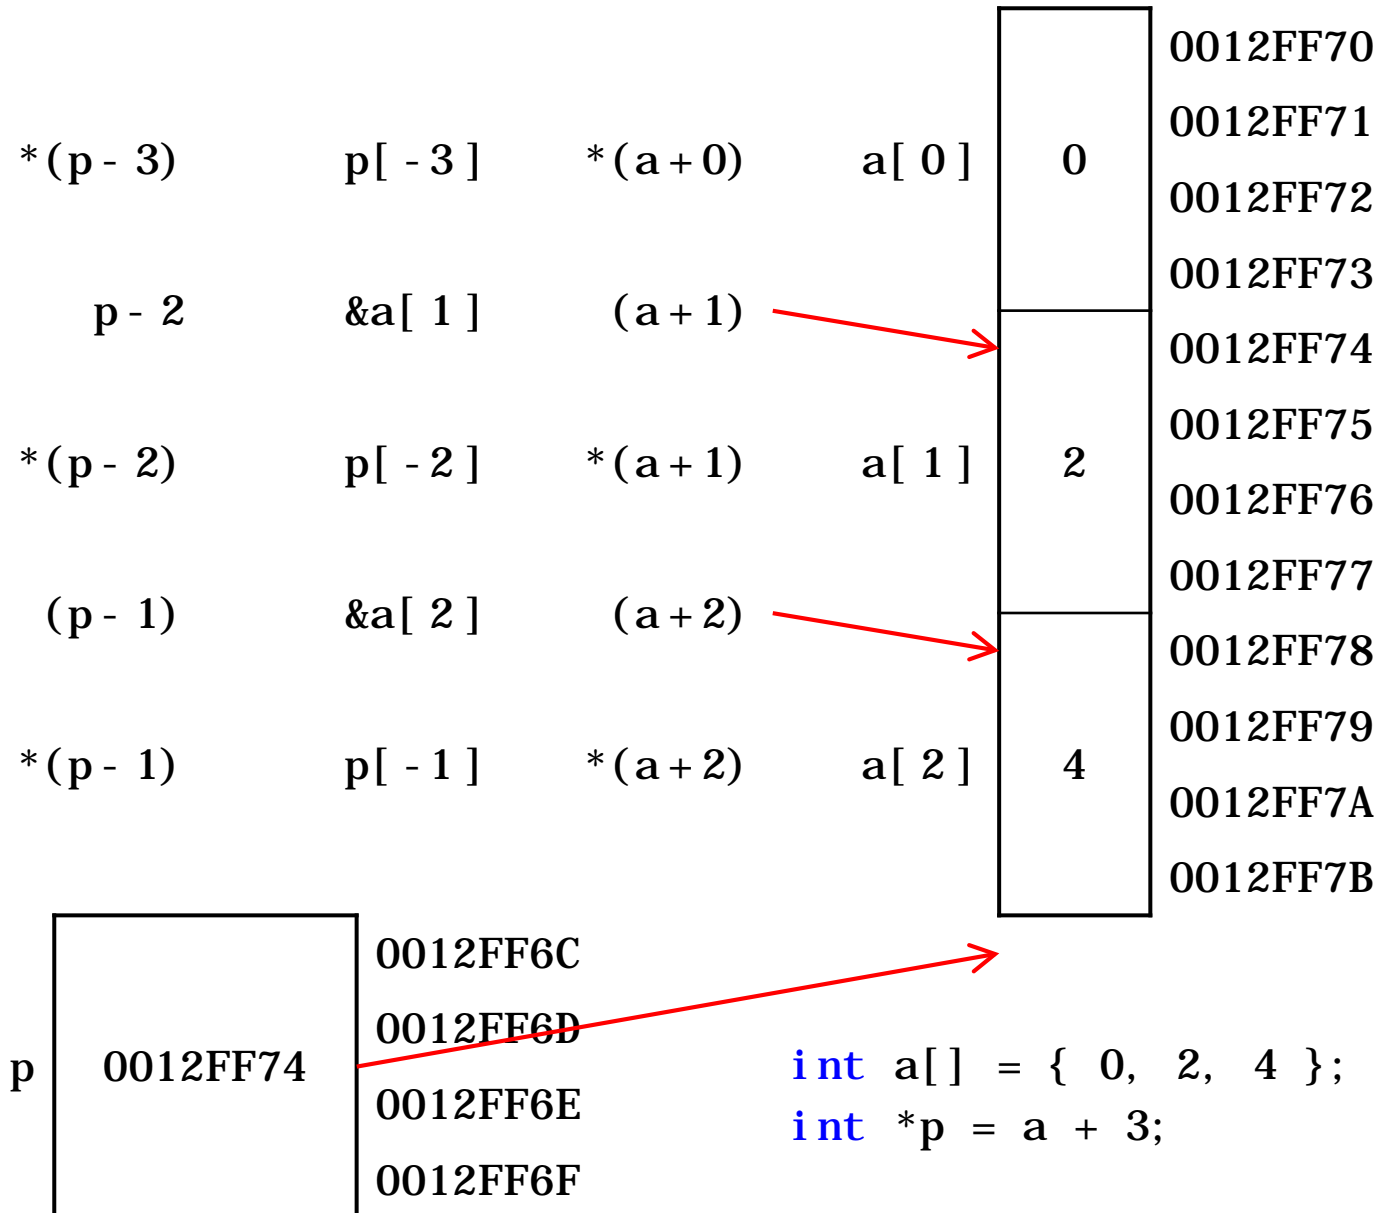 0012FF70
0012FF71
*(p-3) p[-3] *(a+0) a[0] 0
0012FF72
0012FF73
p-2 &a[1] (a+1)
0012FF74
0012FF75
*(p-2) p[-2] *(a+1) a[1] 2
0012FF76
0012FF77
(p-1) &a[2] (a+2)
0012FF78
0012FF79
*(p-1) p[-1] *(a+2) a[2] 4
0012FF7A
0012FF7B
0012FF6C
0012FF6D
p 0012FF74
0012FF6E
0012FF6F
int a[] = { 0, 2, 4 };
int *p = a + 3;